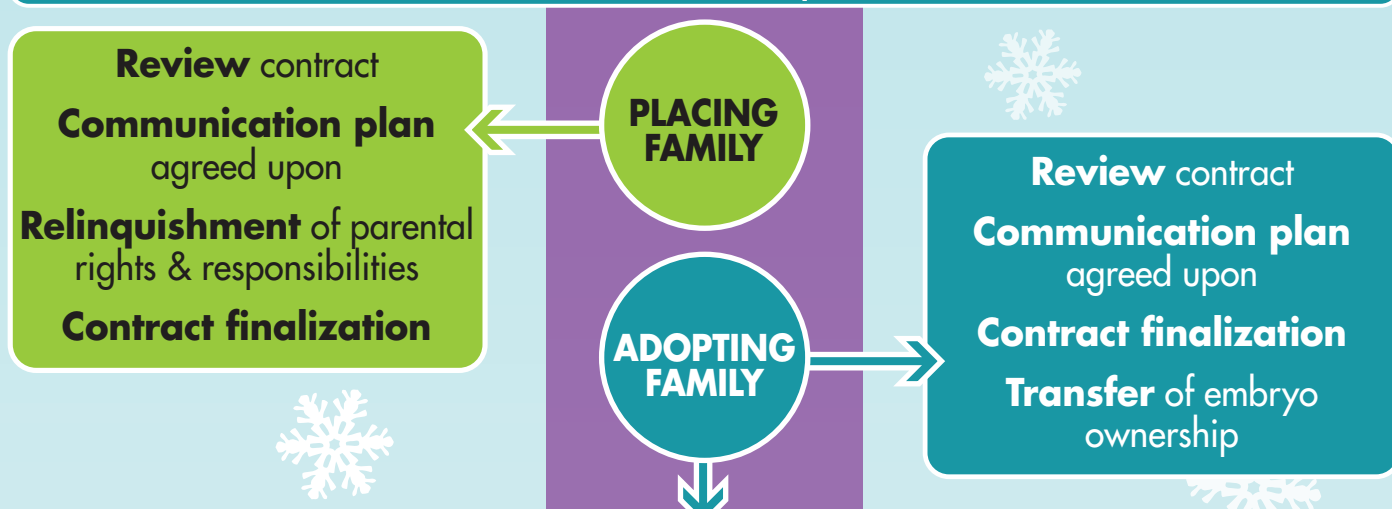 PLACING
FAMILY
Review contract
Communication plan
agreed upon
Relinquishment of parental
rights & responsibilities
Contract finalization
ADOPTING
FAMILY
Review contract
Communication plan
agreed upon
Contract finalization
Transfer of embryo
ownership